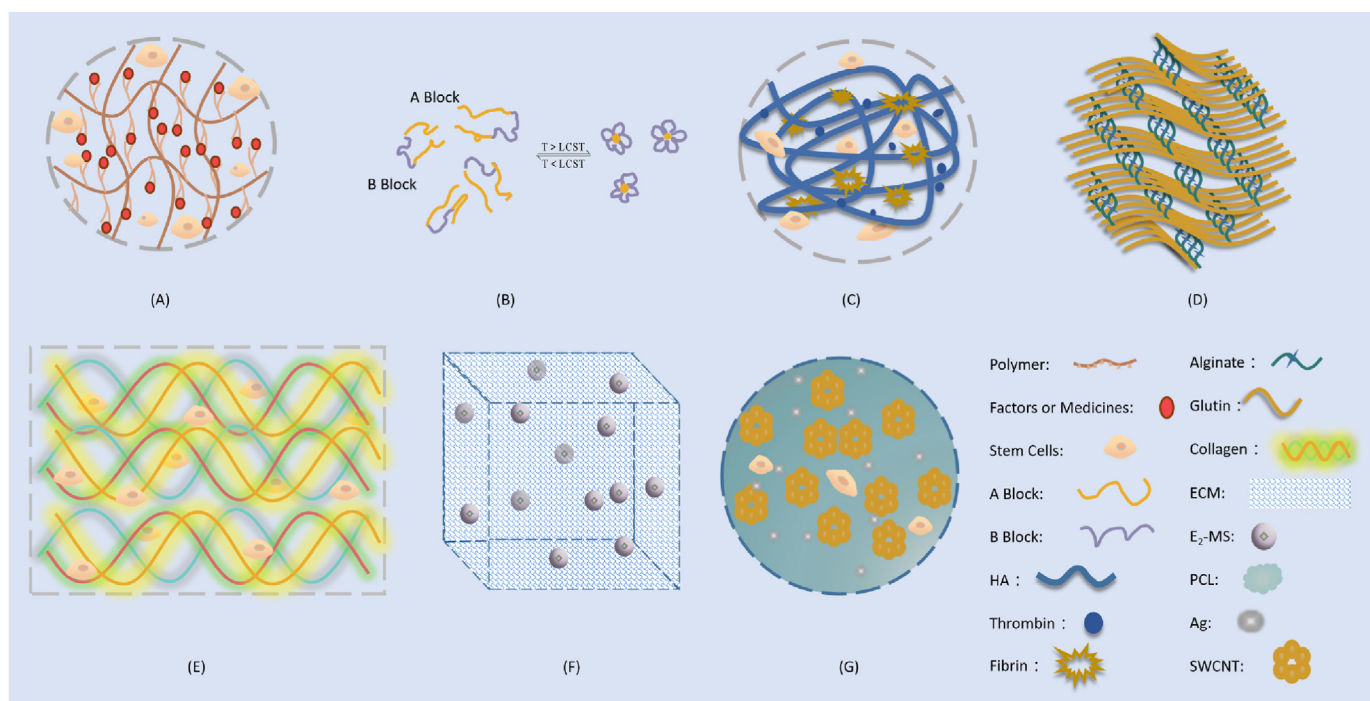 A Block
B Block
T > LCST
T < LCST
(A)
(B)
(C)
(D)
(E)
(F)
(G)
Polymer:
Alginate：
Factors or Medicines:
Glutin：
Stem Cells:
Collagen：
A Block:
ECM:
B Block:
E₂-MS:
HA：
PCL:
Thrombin：
Ag:
Fibrin：
SWCNT: